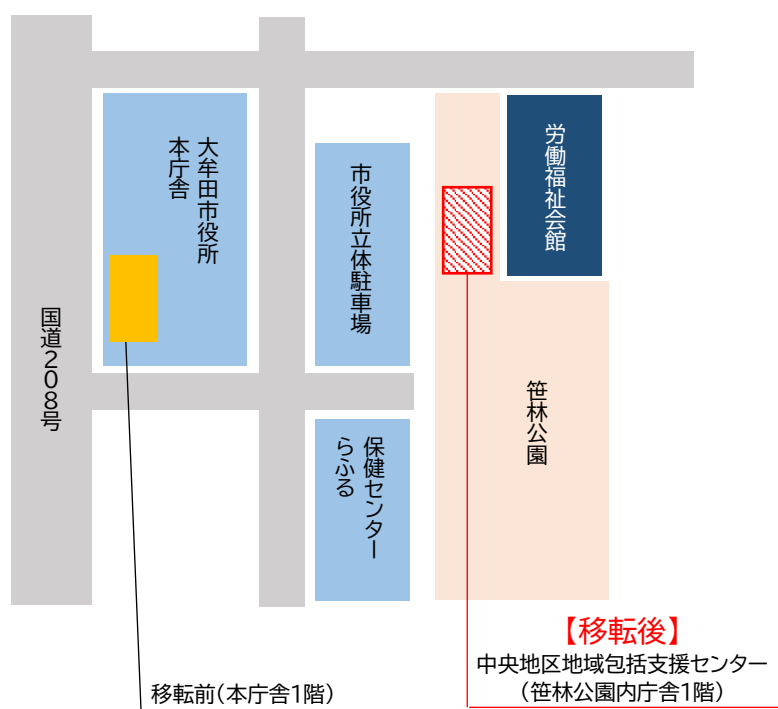 大牟田市役所
本庁舎
市役所立体駐車場
労働福祉会館
国道208号
笹林公園
保健センター
らふる
【移転後】
中央地区地域包括支援センター
(笹林公園内庁舎1階)
移転前(本庁舎1階)